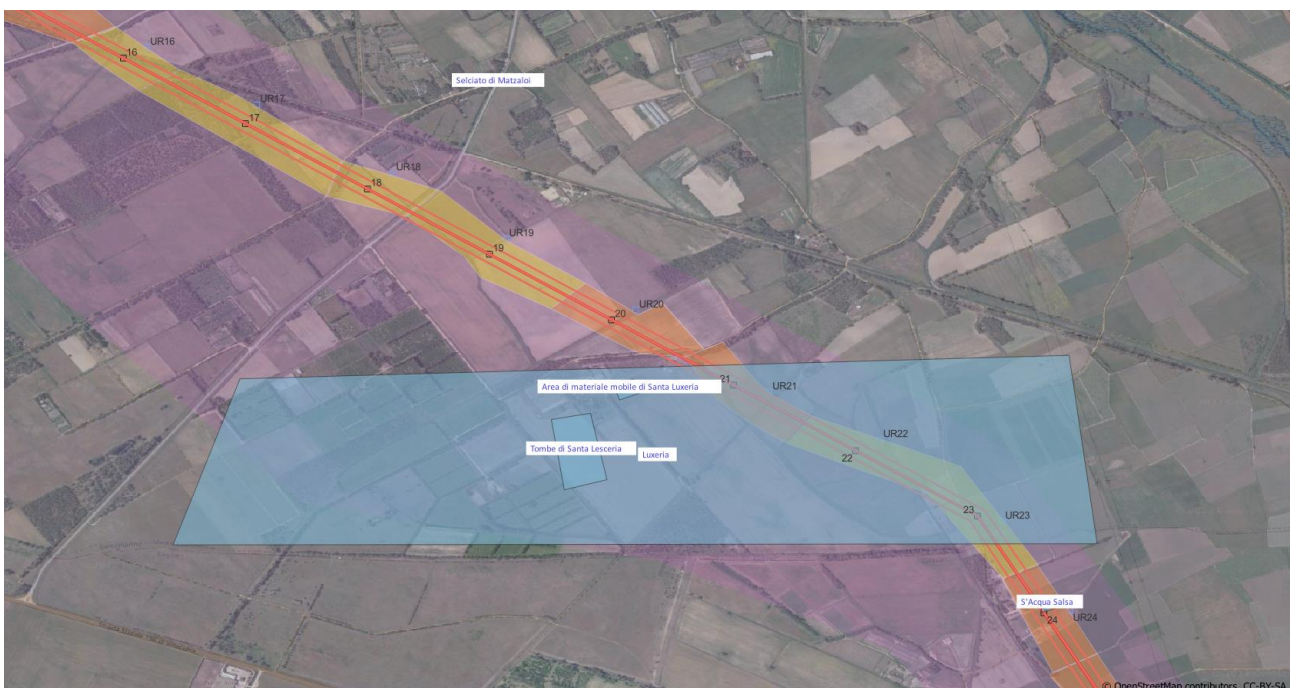 UR16
16
Selciato di Matzaloi
UR17
17
UR18
18
UR19
19
UR20
20
Area di materiale mobile di Santa Luxeria
21
UR21
UR22
Tombe di Santa Lesceria
Luxeria
22
23
UR23
S'Acqua Salsa
24
UR24
© OpenStreetMap contributors, CC-BY-SA